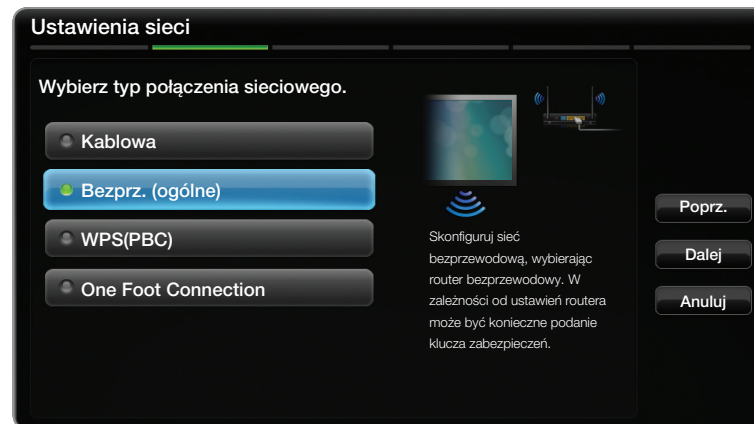 Ustawienia sieci
Wybierz typ połączenia sieciowego.
Kablowa
Bezprz. (ogólne)
WPS(PBC)
One Foot Connection
Skonfiguruj sieć
bezprzewodową, wybierając
router bezprzewodowy. W
zależności od ustawień routera
może być konieczne podanie
klucza zabezpieczeń.
Poprz.
Dalej
Anuluj